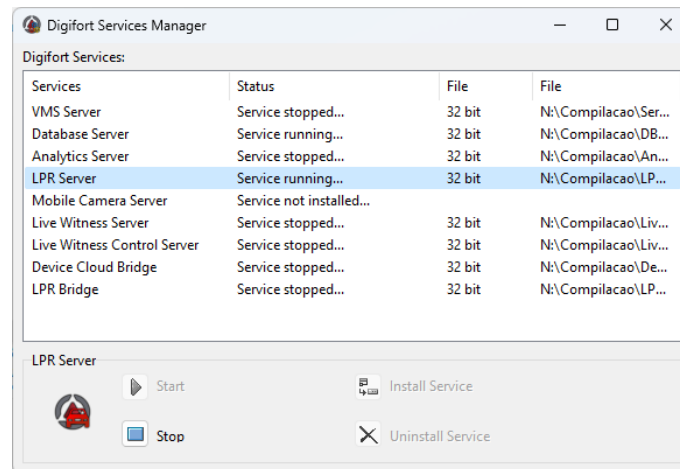 Digifort Services Manager
Digifort Services:
Services Status File File
VMS Server Service stopped... 32 bit N:\Compilacao\Ser...
Database Server Service running... 32 bit N:\Compilacao\DB...
Analytics Server Service stopped... 32 bit N:\Compilacao\An...
LPR Server Service running... 32 bit N:\Compilacao\LP...
Mobile Camera Server Service not installed...
Live Witness Server Service stopped... 32 bit N:\Compilacao\Liv...
Live Witness Control Server Service stopped... 32 bit N:\Compilacao\Liv...
Device Cloud Bridge Service stopped... 32 bit N:\Compilacao\De...
LPR Bridge Service stopped... 32 bit N:\Compilacao\LP...
LPR Server
Start Install Service
Stop Uninstall Service